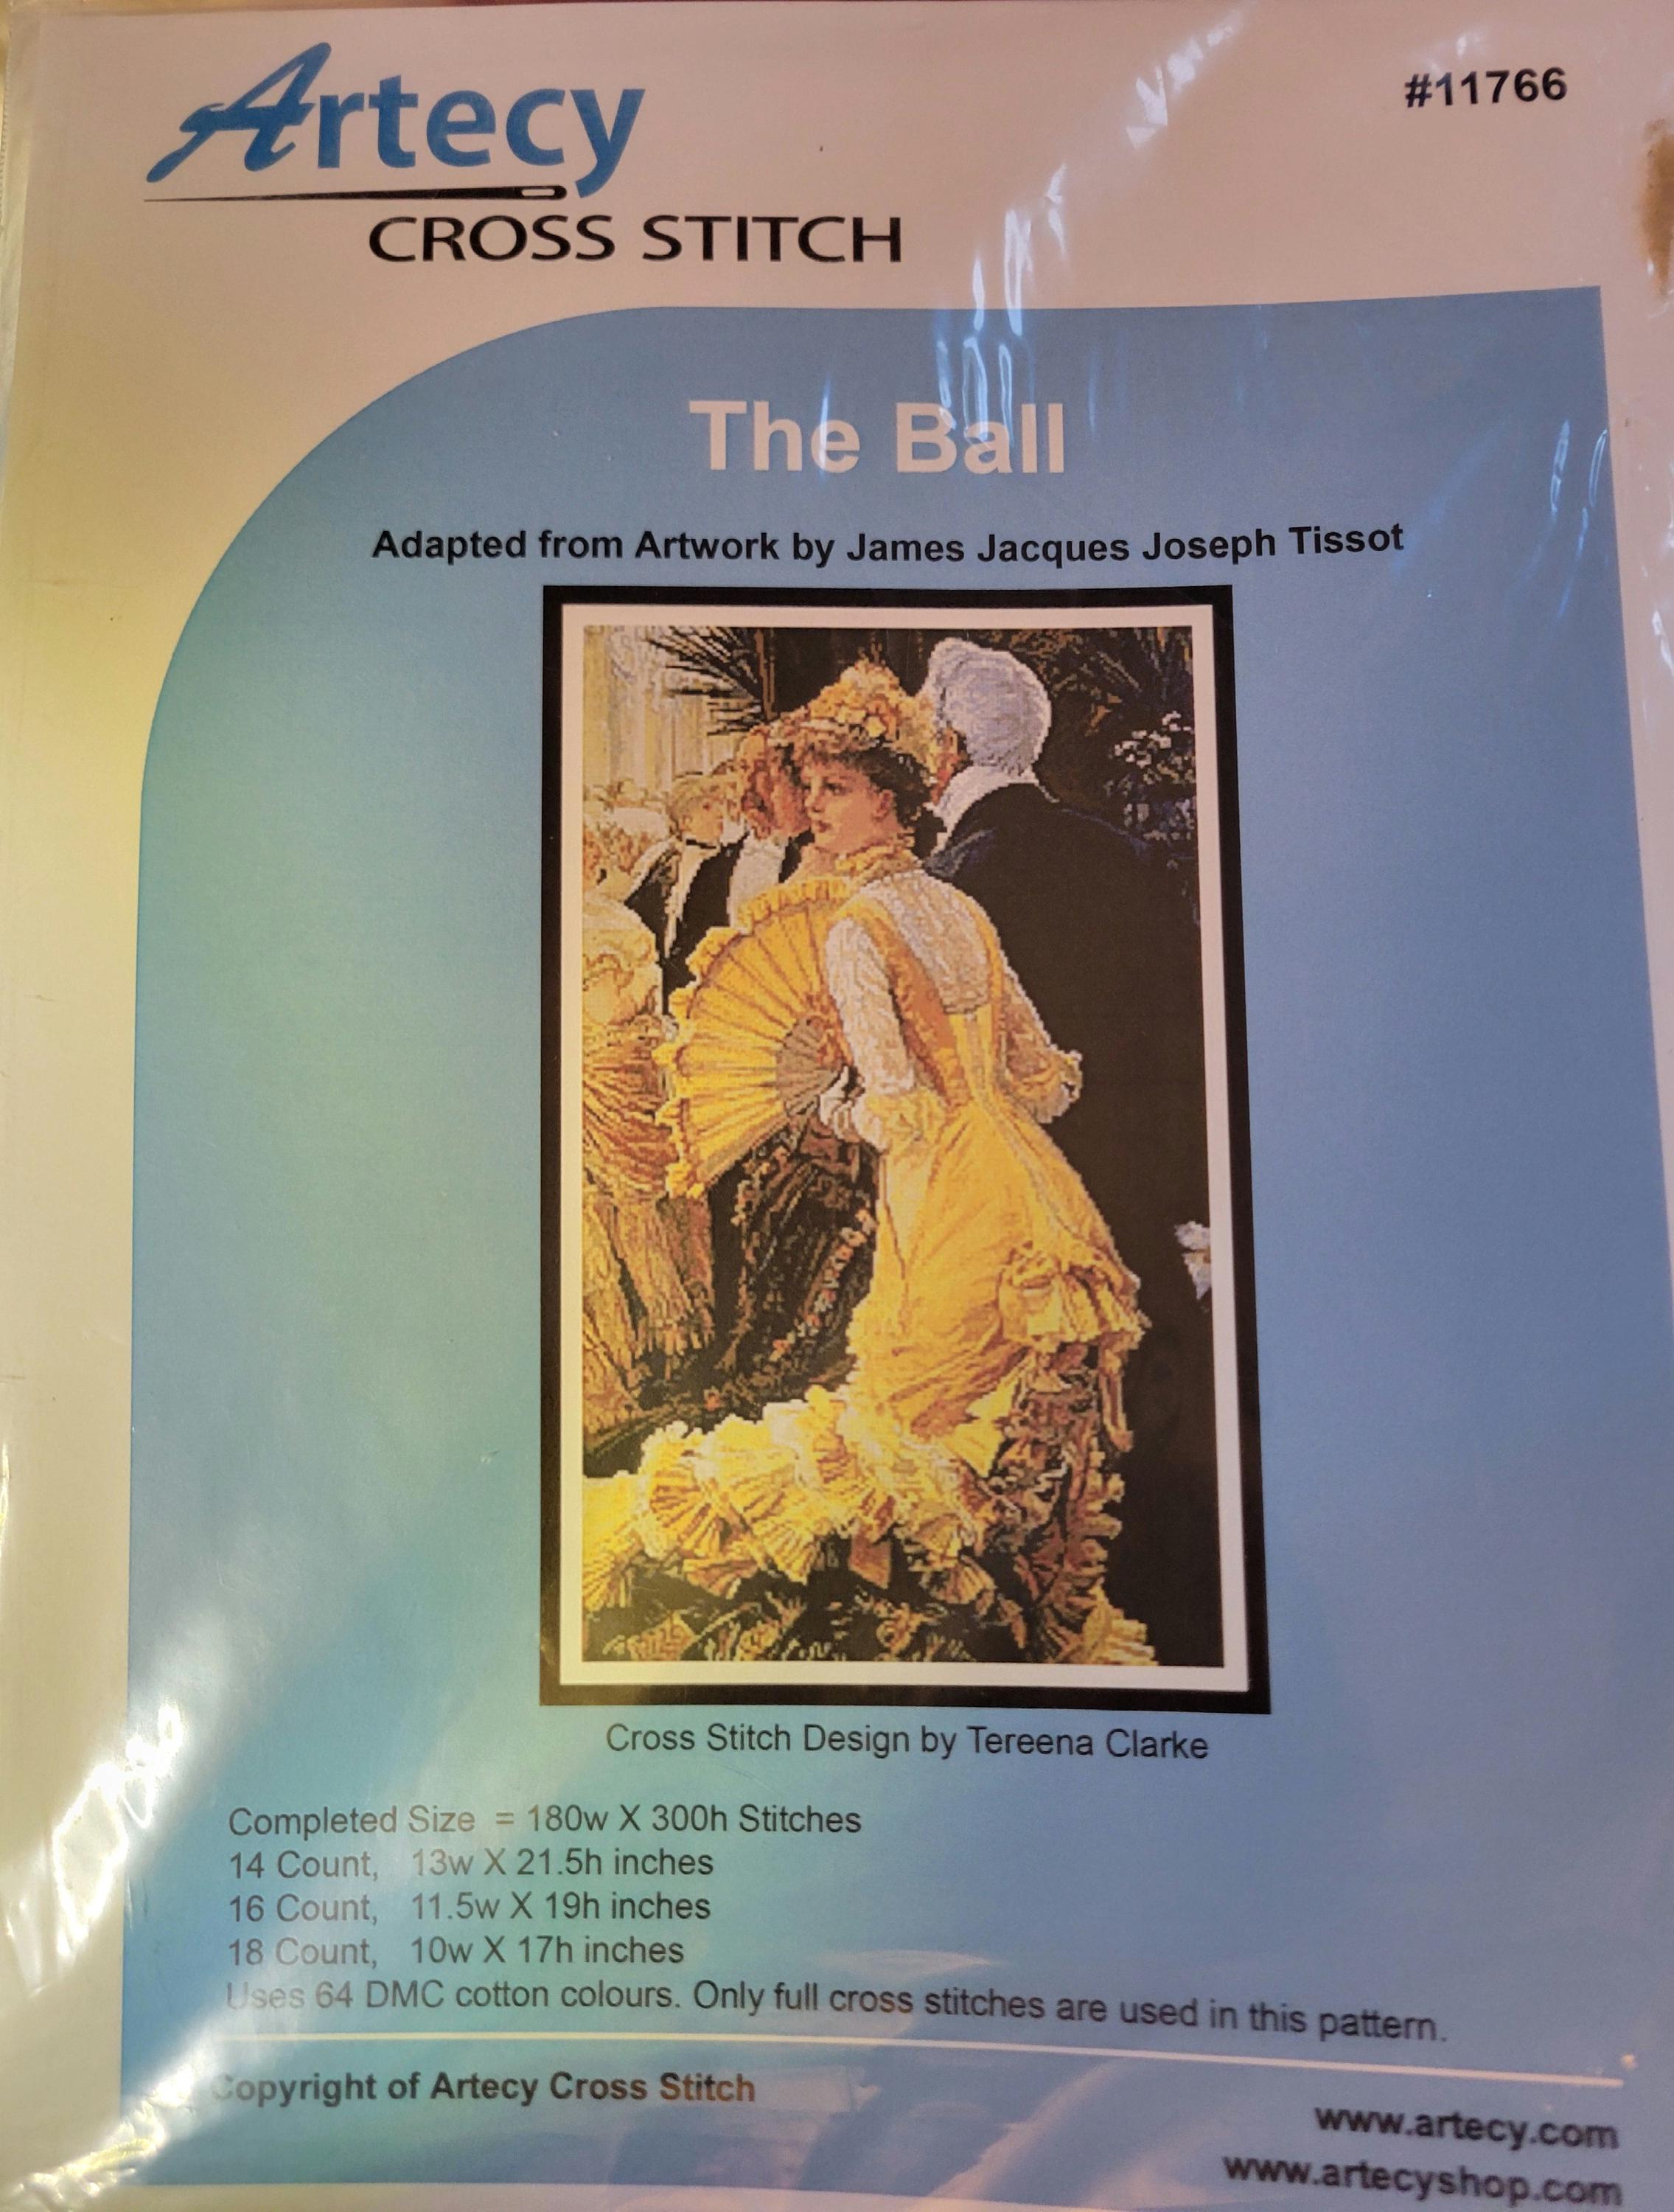 Artecy
CROSS STITCH
#11766
The Ball
Adapted from Artwork by James Jacques Joseph Tissot
Cross Stitch Design by Tereena Clarke
Completed Size = 180w X 300h Stitches
14 Count, 13w X 21.5h inches
16 Count, 11.5w X 19h inches
18 Count, 10w X 17h inches
Uses 64 DMC cotton colours. Only full cross stitches are used in this pattern.
Copyright of Artecy Cross Stitch
www.artecy.com
www.artecyshop.com